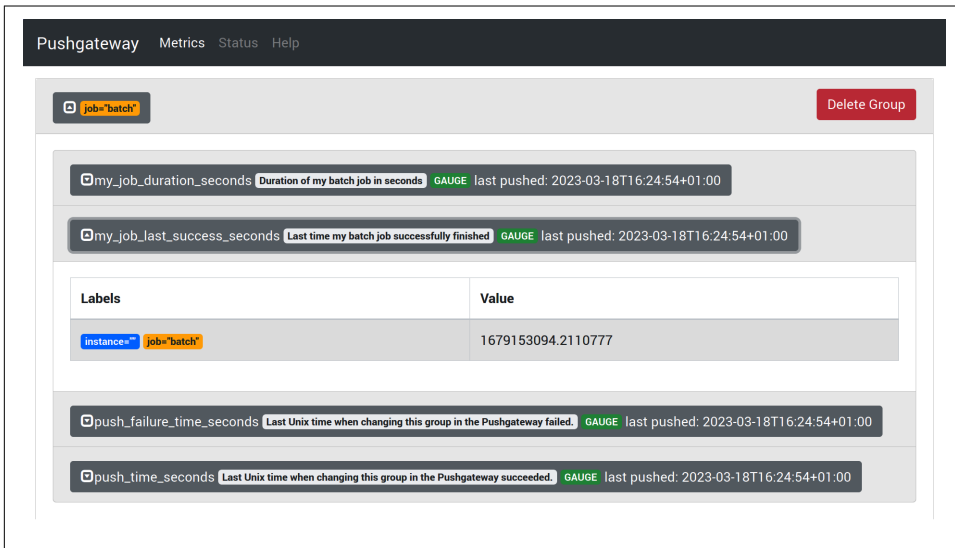 Pushgateway Metrics Status Help
job="batch" Delete Group
my_job_duration_seconds Duration of my batch job in seconds GAUGE last pushed: 2023-03-18T16:24:54+01:00
my_job_last_success_seconds Last time my batch job successfully finished GAUGE last pushed: 2023-03-18T16:24:54+01:00
Labels Value
instance="" job="batch" 1679153094.2110777
push_failure_time_seconds Last Unix time when changing this group in the Pushgateway failed. GAUGE last pushed: 2023-03-18T16:24:54+01:00
push_time_seconds Last Unix time when changing this group in the Pushgateway succeeded. GAUGE last pushed: 2023-03-18T16:24:54+01:00